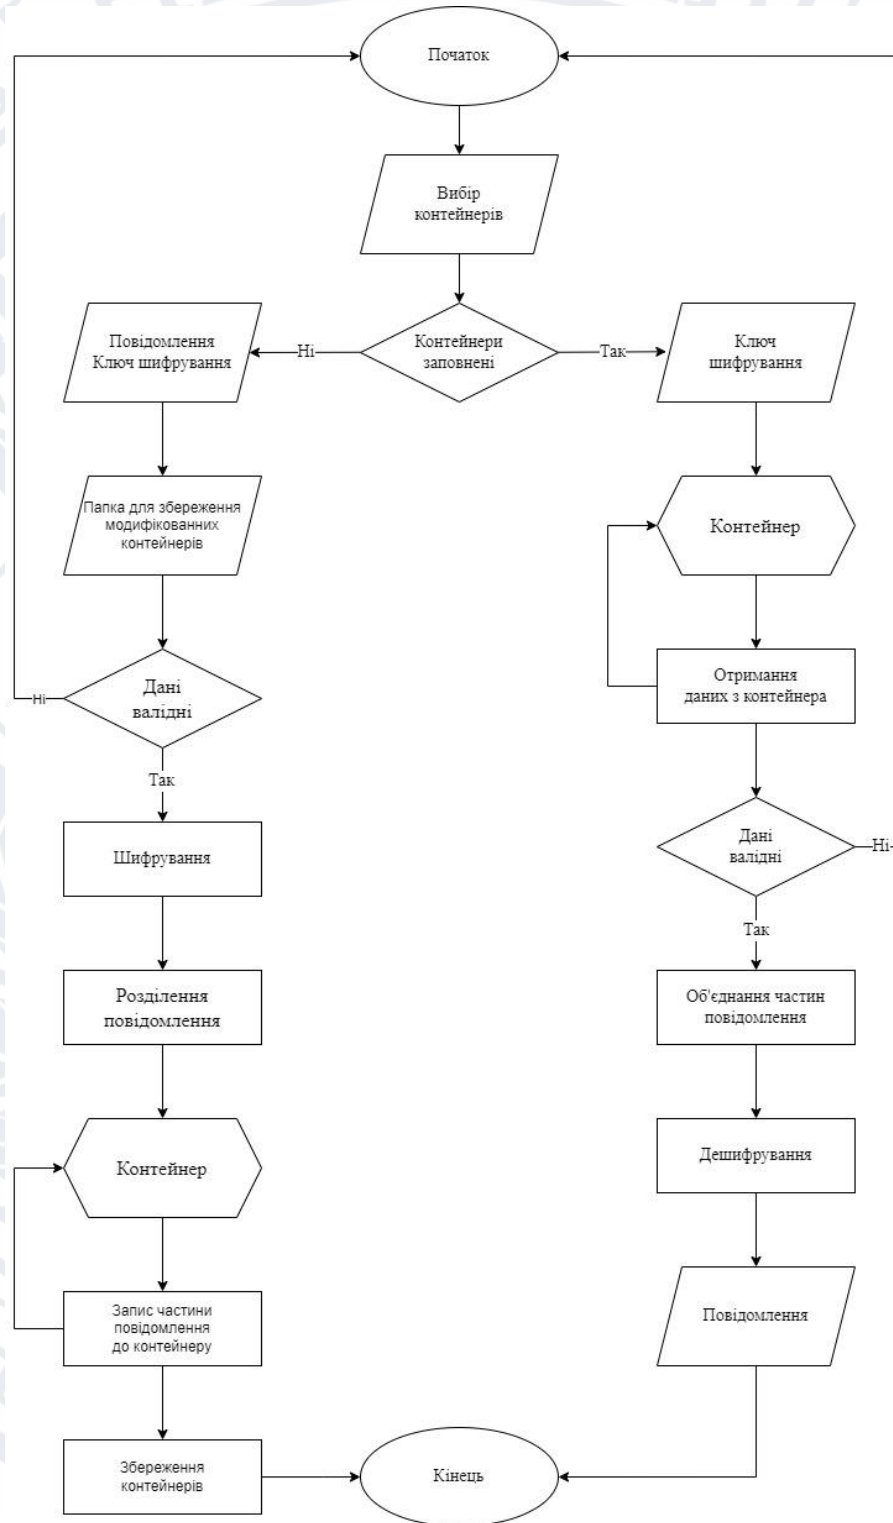 Початок
Вибір
контейнерів
Повідомлення
Ключ шифрування
Ні
Контейнери
заповнені
Так
Ключ
шифрування
Папка для збереження
модифікованних
контейнерів
Контейнер
Ні
Дані
валідні
Отримання
даних з контейнера
Так
Шифрування
Дані
валідні
Ні
Так
Розділення
повідомлення
Об'єднання частин
повідомлення
Контейнер
Дешифрування
Запис частини
повідомлення
до контейнеру
Повідомлення
Збереження
контейнерів
Кінець